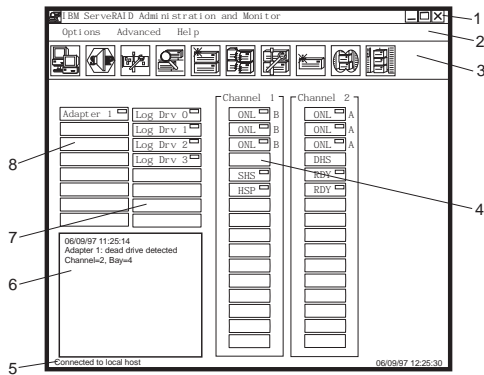 IBM ServeRAID Administration and Monitor
Options Advanced Help
1
2
3
Channel 1 Channel 2
Adapter 1 Log Drv 0 ONL B ONL A
Log Drv 1 ONL B ONL A
Log Drv 2 ONL B ONL A
Log Drv 3 DHS
SHS RDY
HSP RDY
8
4
7
06/09/97 11:25:14
Adapter 1: dead drive detected
Channel=2, Bay=4
6
5
Connected to local host 06/09/97 12:25:30